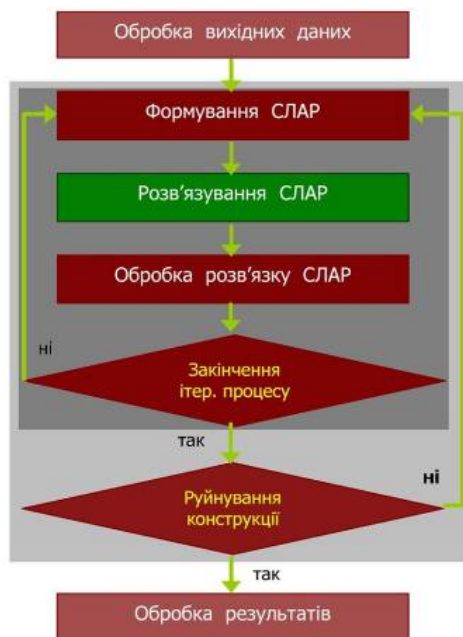 Обробка вихідних даних
Формування СЛАР
Розв'язування СЛАР
Обробка розв'язку СЛАР
ні
Закінчення
ітер. процесу
так
ні
Руйнування
конструкції
так
Обробка результатів